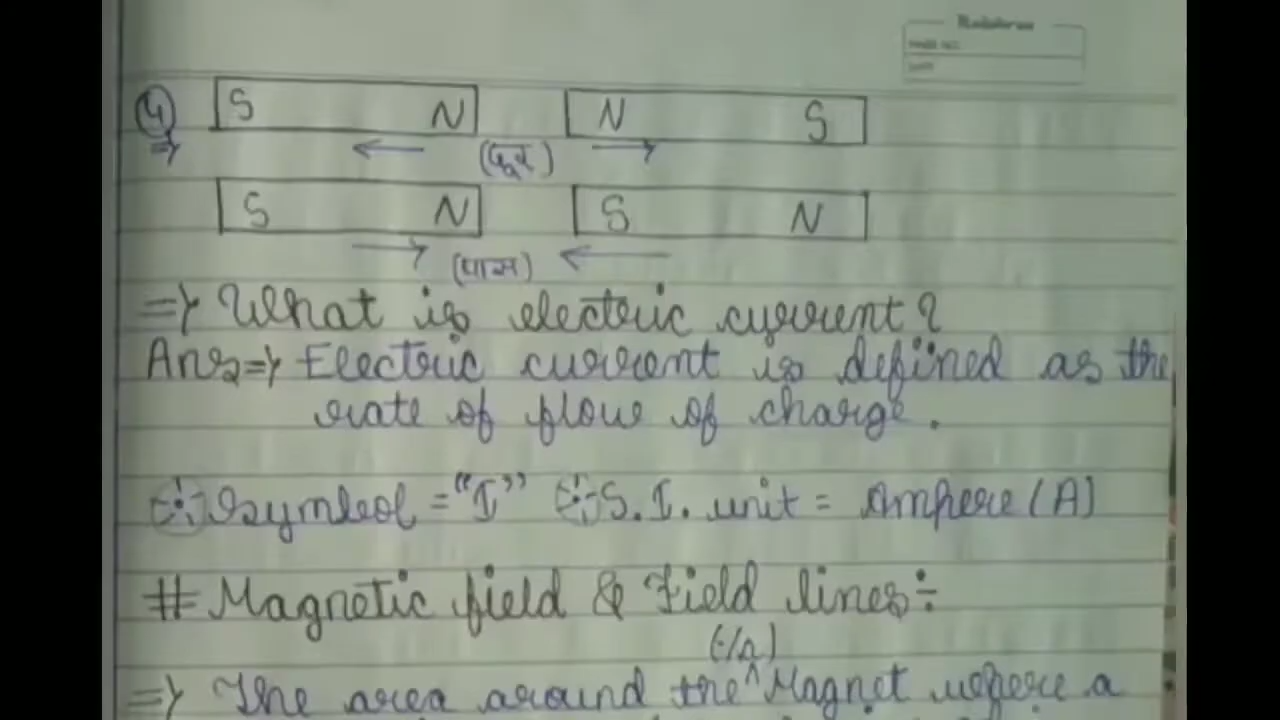 ④ S N N S
⇒ ← (दूर) →
S N S N
→ (पास) ←
⇒ What is electric current?
Ans ⇒ Electric current is defined as the
rate of flow of charge.
Symbol = "I" S.I. unit = Ampere (A)
# Magnetic field & Field lines ÷
⇒ The area around the Magnet where a